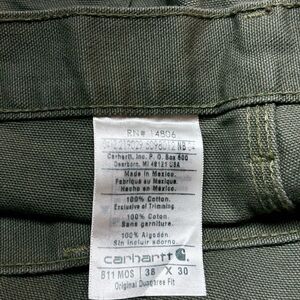 RN# 14806
Carhartt, Inc. P.O. Box 600
Dearborn, MI 48121 USA
Made in Mexico.
Fabriqué au Mexique
Hecho en Mexico.
100% Cotton
Exclusive of Trimming
100% Coton
Sans garniture.
100% Algodón.
Sin incluir adorno.
carhartt
B11 MOS 38 X 30
Original Dungaree Fit